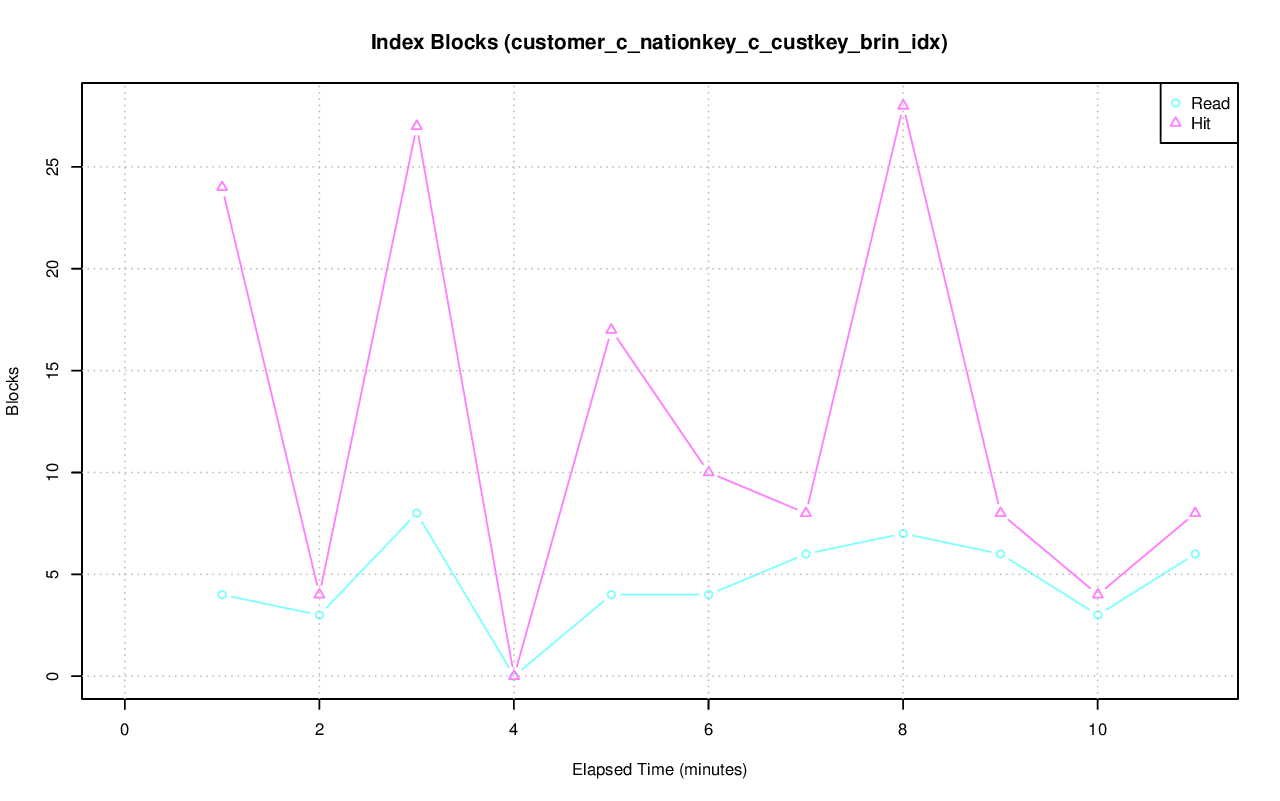 Index Blocks (customer_c_nationkey_c_custkey_brin_idx)
Read
Hit
25
20
15
10
5
0
Blocks
0 2 4 6 8 10
Elapsed Time (minutes)